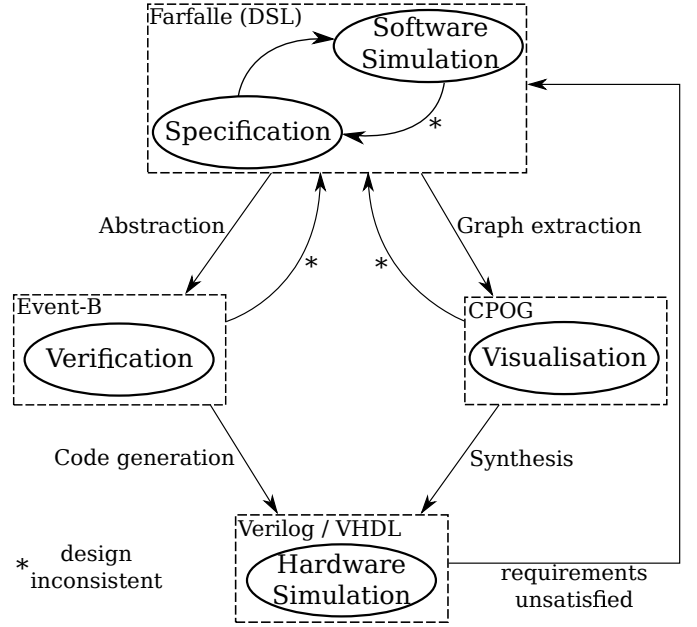 Farfalle (DSL)
Software
Simulation
Specification
*
Abstraction
Graph extraction
*
*
Event-B
Verification
CPOG
Visualisation
Code generation
Synthesis
Verilog / VHDL
Hardware
Simulation
* design
inconsistent
requirements
unsatisfied